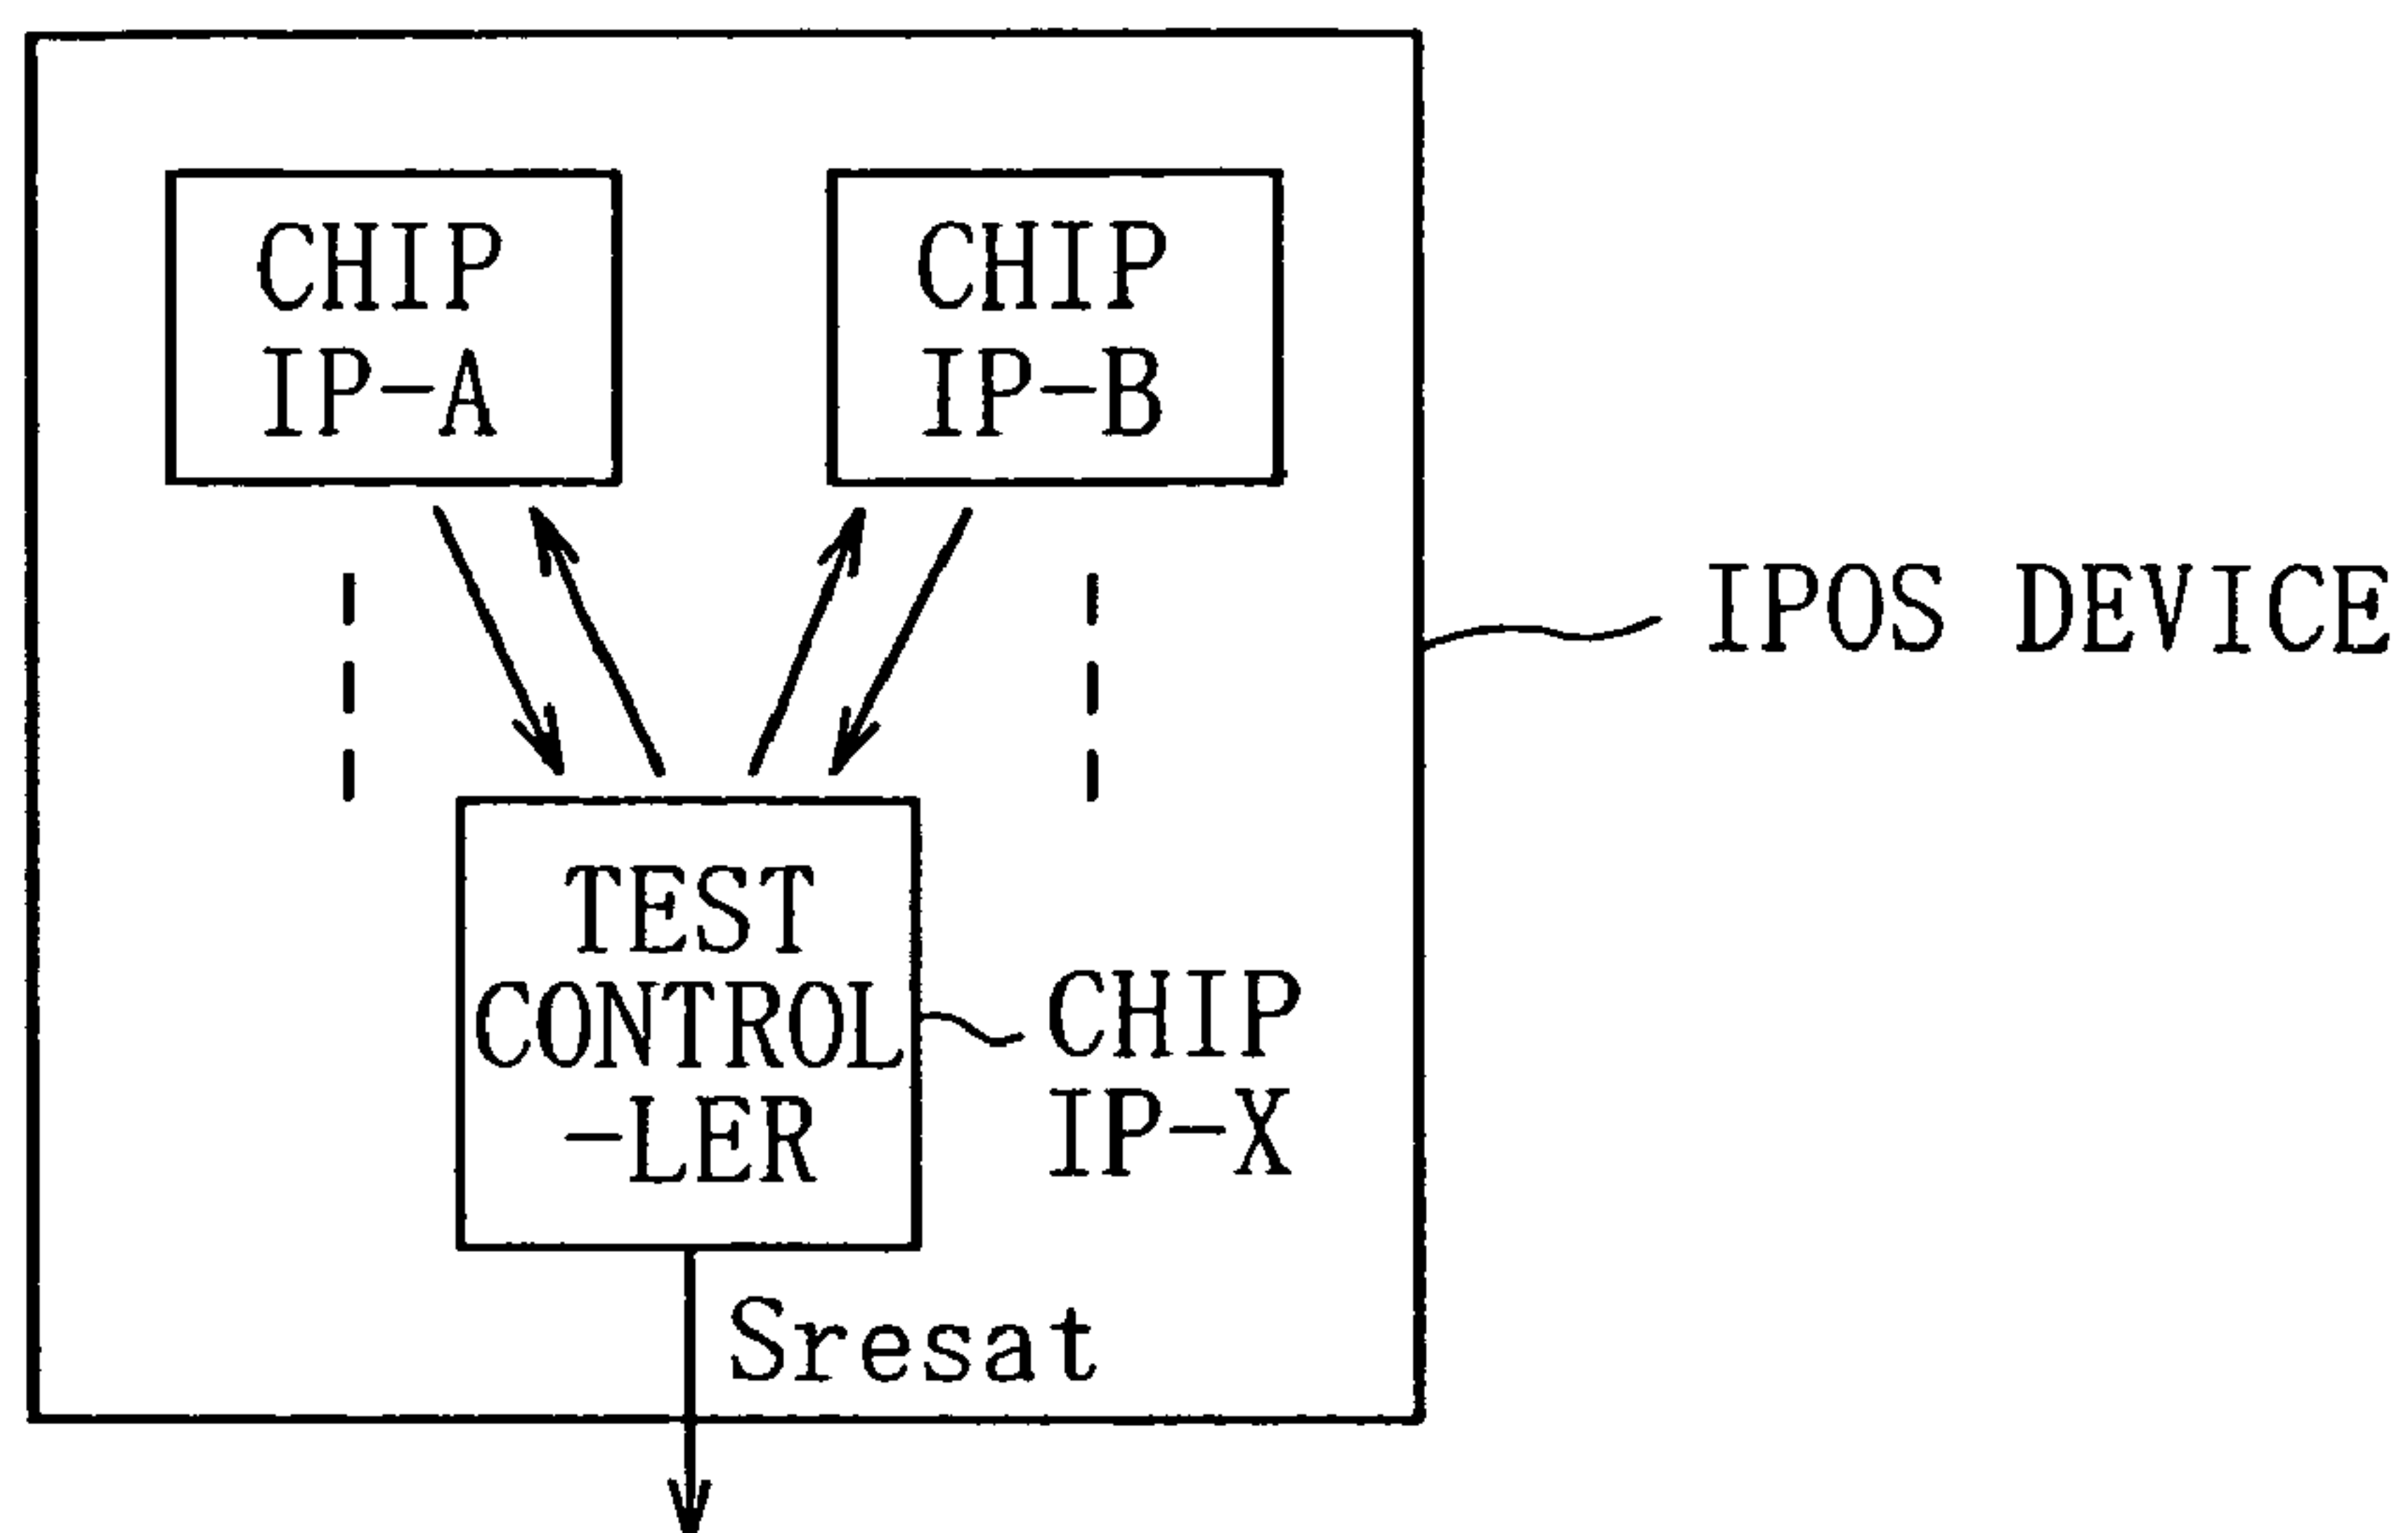 CHIP
IP-A
CHIP
IP-B
IPOS DEVICE
TEST
CONTROL
-LER
CHIP
IP-X
Sresat